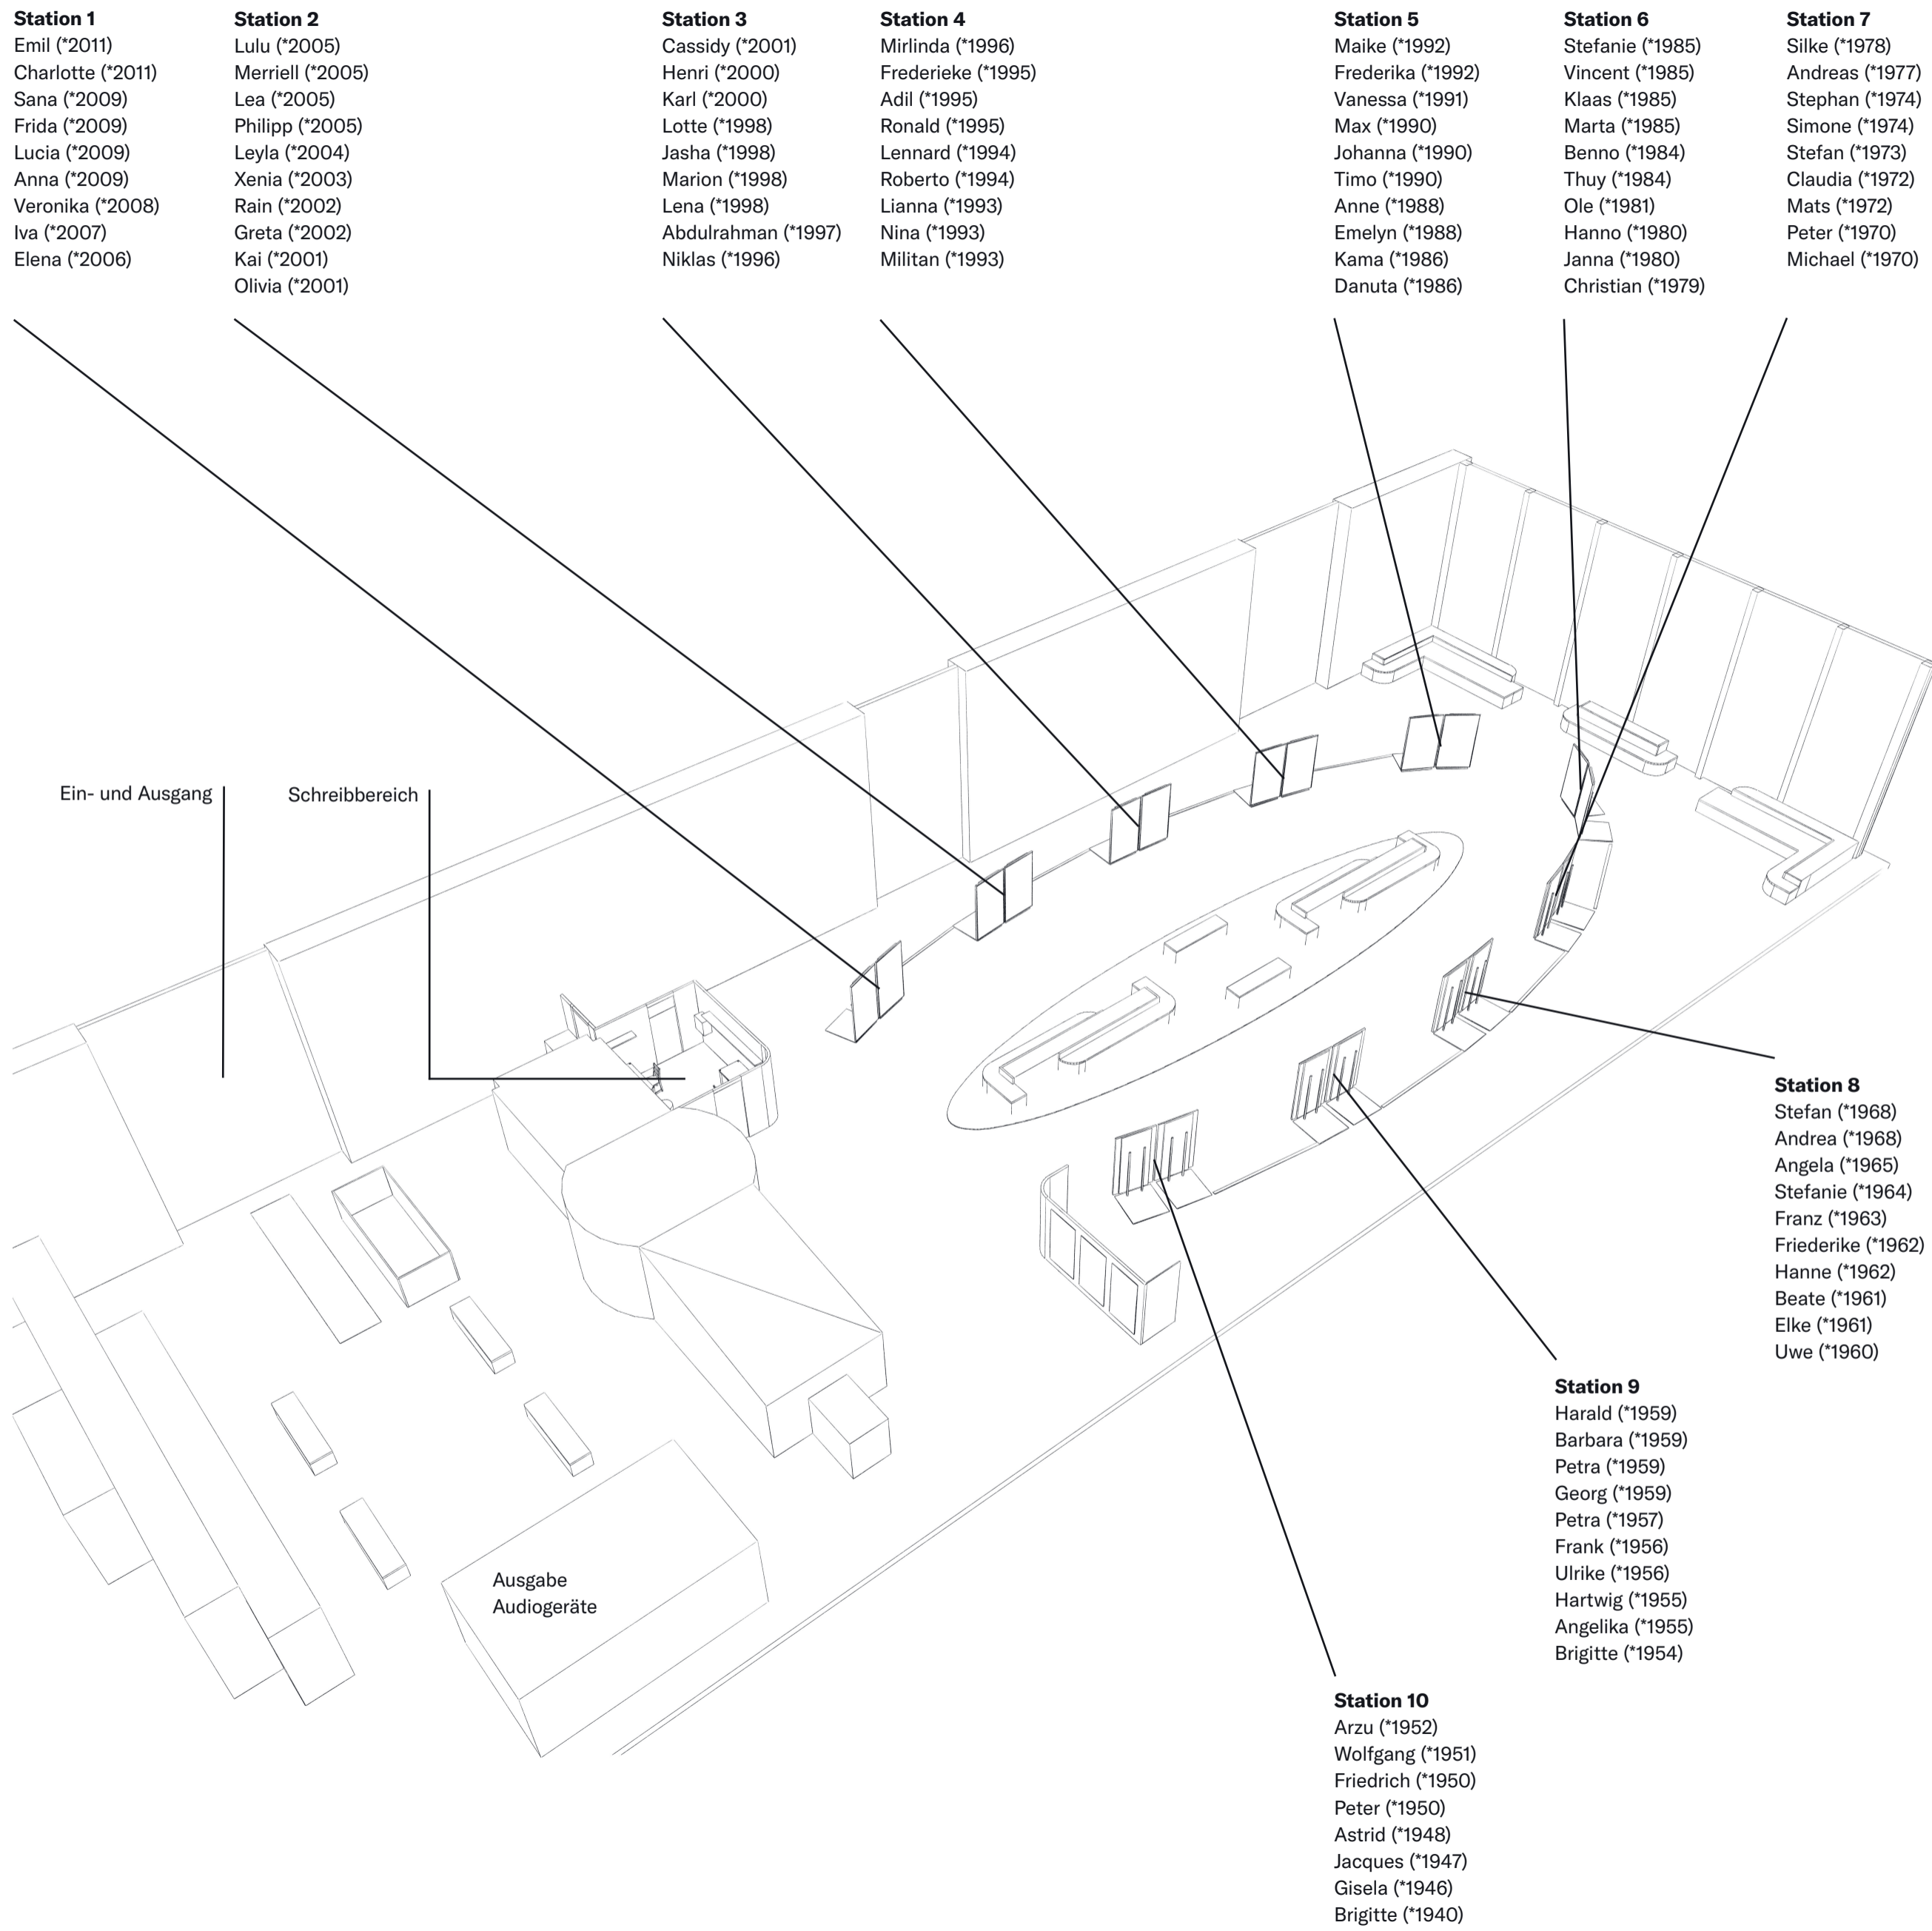 Station 1
Emil (*2011)
Charlotte (*2011)
Sana (*2009)
Frida (*2009)
Lucia (*2009)
Anna (*2009)
Veronika (*2008)
Iva (*2007)
Elena (*2006)
Station 2
Lulu (*2005)
Merriell (*2005)
Lea (*2005)
Philipp (*2005)
Leyla (*2004)
Xenia (*2003)
Rain (*2002)
Greta (*2002)
Kai (*2001)
Olivia (*2001)
Station 3
Cassidy (*2001)
Henri (*2000)
Karl (*2000)
Lotte (*1998)
Jasha (*1998)
Marion (*1998)
Lena (*1998)
Abdulrahman (*1997)
Niklas (*1996)
Station 4
Mirlinda (*1996)
Frederieke (*1995)
Adil (*1995)
Ronald (*1995)
Lennard (*1994)
Roberto (*1994)
Lianna (*1993)
Nina (*1993)
Militan (*1993)
Station 5
Maike (*1992)
Frederika (*1992)
Vanessa (*1991)
Max (*1990)
Johanna (*1990)
Timo (*1990)
Anne (*1988)
Emelyn (*1988)
Kama (*1986)
Danuta (*1986)
Station 6
Stefanie (*1985)
Vincent (*1985)
Klaas (*1985)
Marta (*1985)
Benno (*1984)
Thuy (*1984)
Ole (*1981)
Hanno (*1980)
Janna (*1980)
Christian (*1979)
Station 7
Silke (*1978)
Andreas (*1977)
Stephan (*1974)
Simone (*1974)
Stefan (*1973)
Claudia (*1972)
Mats (*1972)
Peter (*1970)
Michael (*1970)
Ein- und Ausgang
Schreibbereich
Station 8
Stefan (*1968)
Andrea (*1968)
Angela (*1965)
Stefanie (*1964)
Franz (*1963)
Friederike (*1962)
Hanne (*1962)
Beate (*1961)
Elke (*1961)
Uwe (*1960)
Station 9
Harald (*1959)
Barbara (*1959)
Petra (*1959)
Georg (*1959)
Petra (*1957)
Frank (*1956)
Ulrike (*1956)
Hartwig (*1955)
Angelika (*1955)
Brigitte (*1954)
Ausgabe
Audiogeräte
Station 10
Arzu (*1952)
Wolfgang (*1951)
Friedrich (*1950)
Peter (*1950)
Astrid (*1948)
Jacques (*1947)
Gisela (*1946)
Brigitte (*1940)